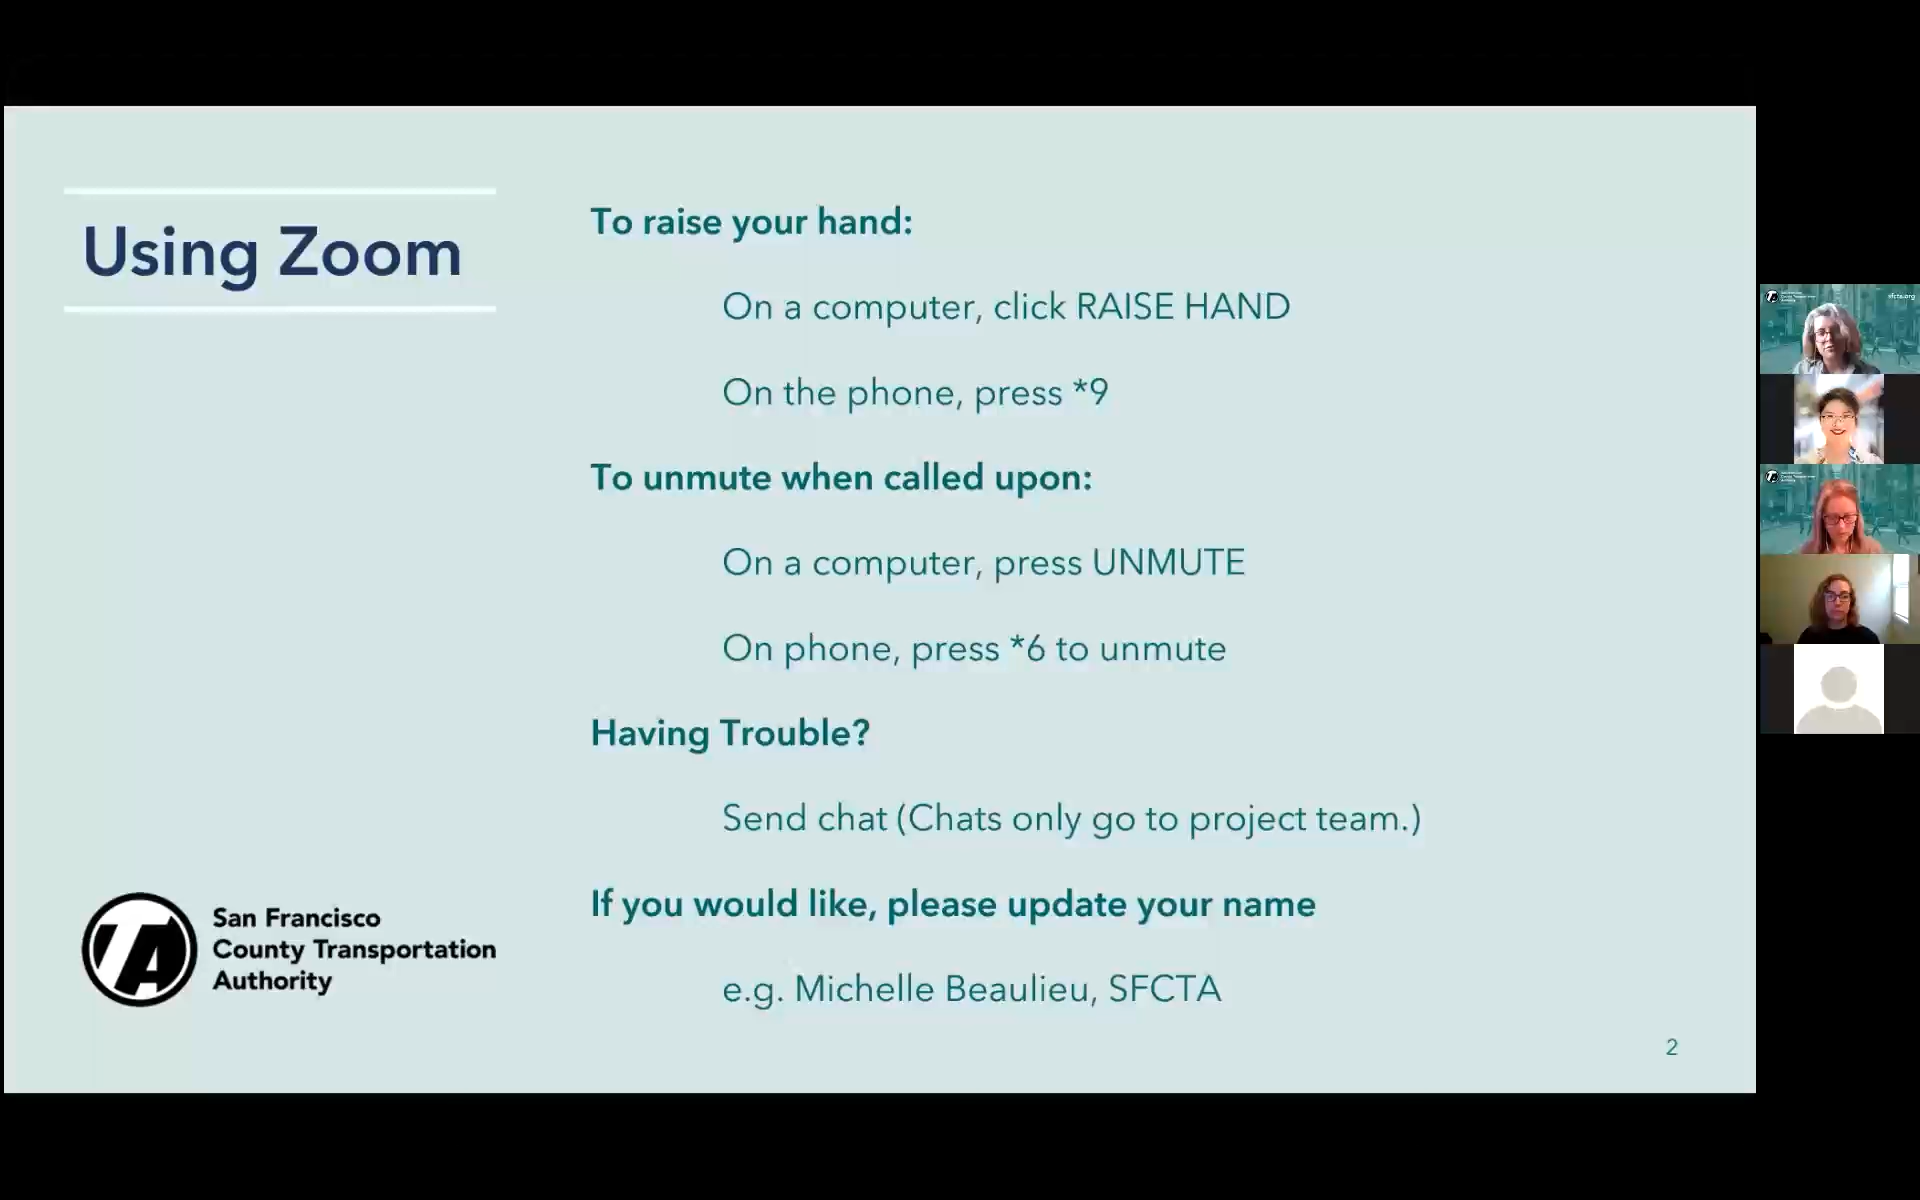 Using Zoom
To raise your hand:
On a computer, click RAISE HAND
On the phone, press *9
To unmute when called upon:
On a computer, press UNMUTE
On phone, press *6 to unmute
Having Trouble?
Send chat (Chats only go to project team.)
If you would like, please update your name
e.g. Michelle Beaulieu, SFCTA
TA
San Francisco
County Transportation
Authority
2
sfcta.org